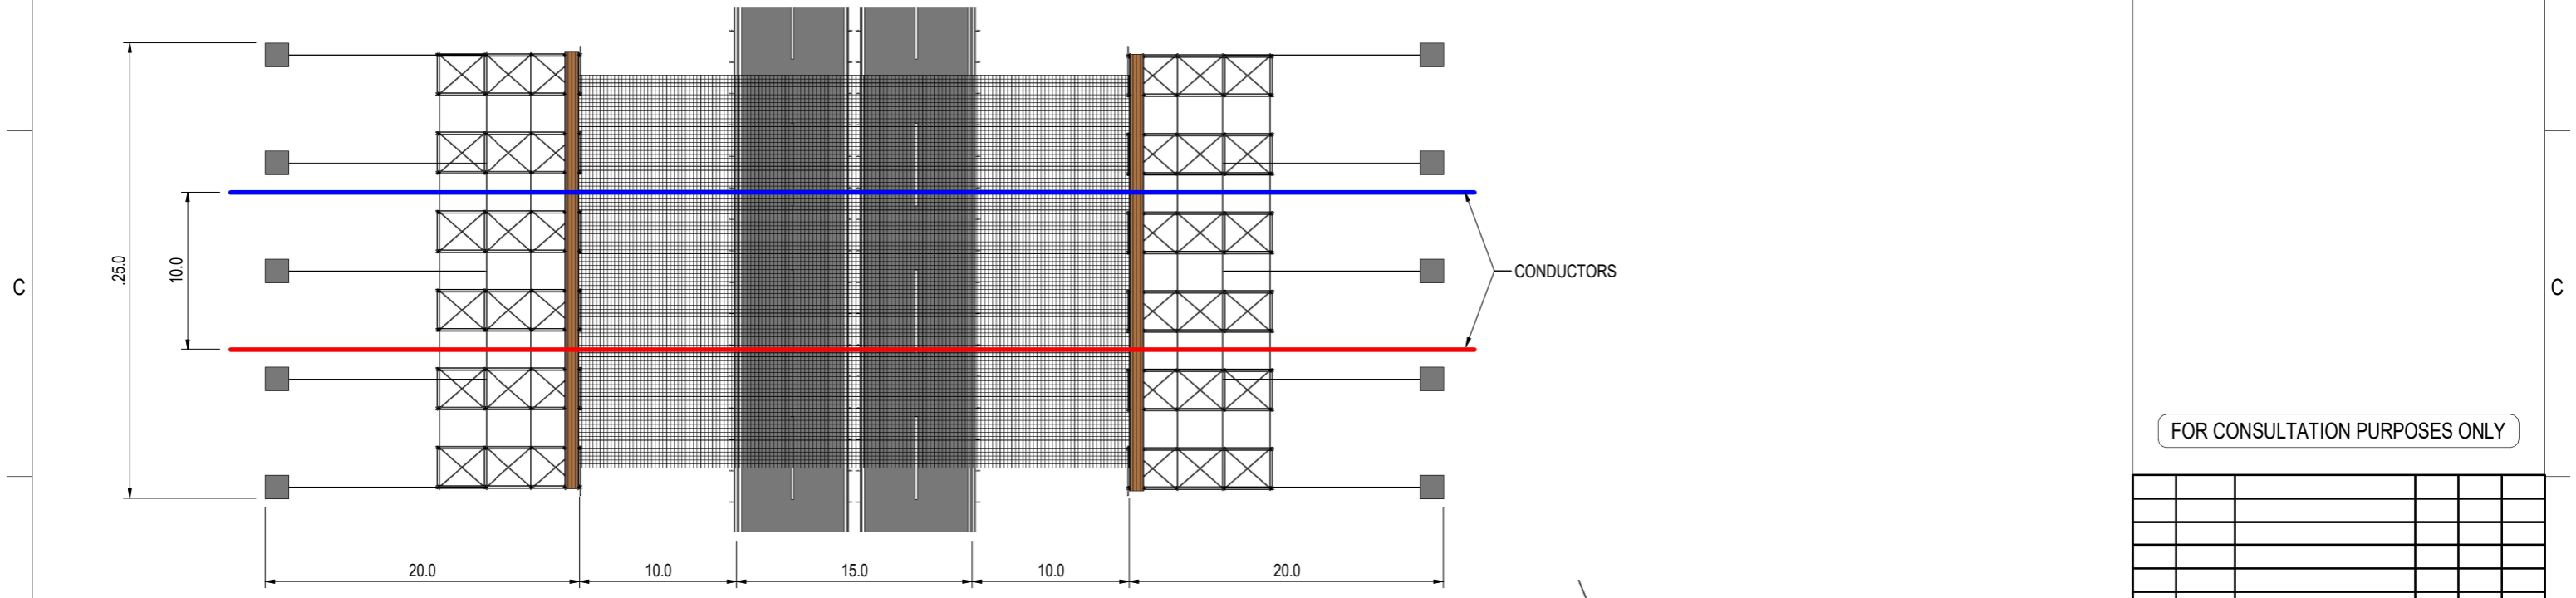 .25.0
10.0
C
CONDUCTORS
C
FOR CONSULTATION PURPOSES ONLY
20.0
10.0
15.0
10.0
20.0